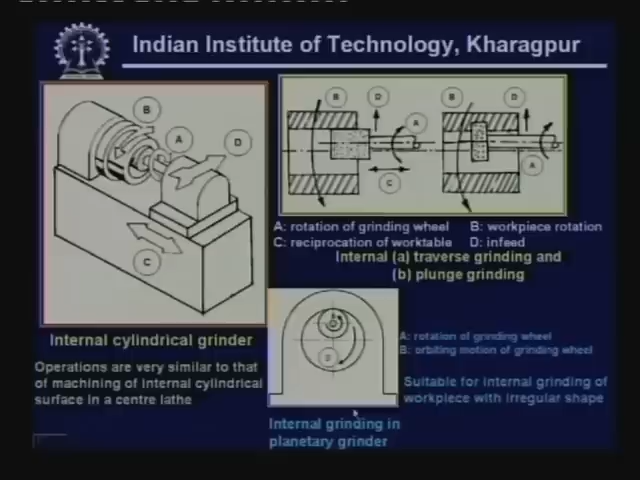 Indian Institute of Technology, Kharagpur
B
A
D
C
B
D
A
C
B
D
A
A: rotation of grinding wheel B: workpiece rotation
C: reciprocation of worktable D: infeed
Internal (a) traverse grinding and
(b) plunge grinding
Internal cylindrical grinder
Operations are very similar to that
of machining of internal cylindrical
surface in a centre lathe
A: rotation of grinding wheel
B: orbiting motion of grinding wheel
Suitable for internal grinding of
workpiece with irregular shape
Internal grinding in
planetary grinder